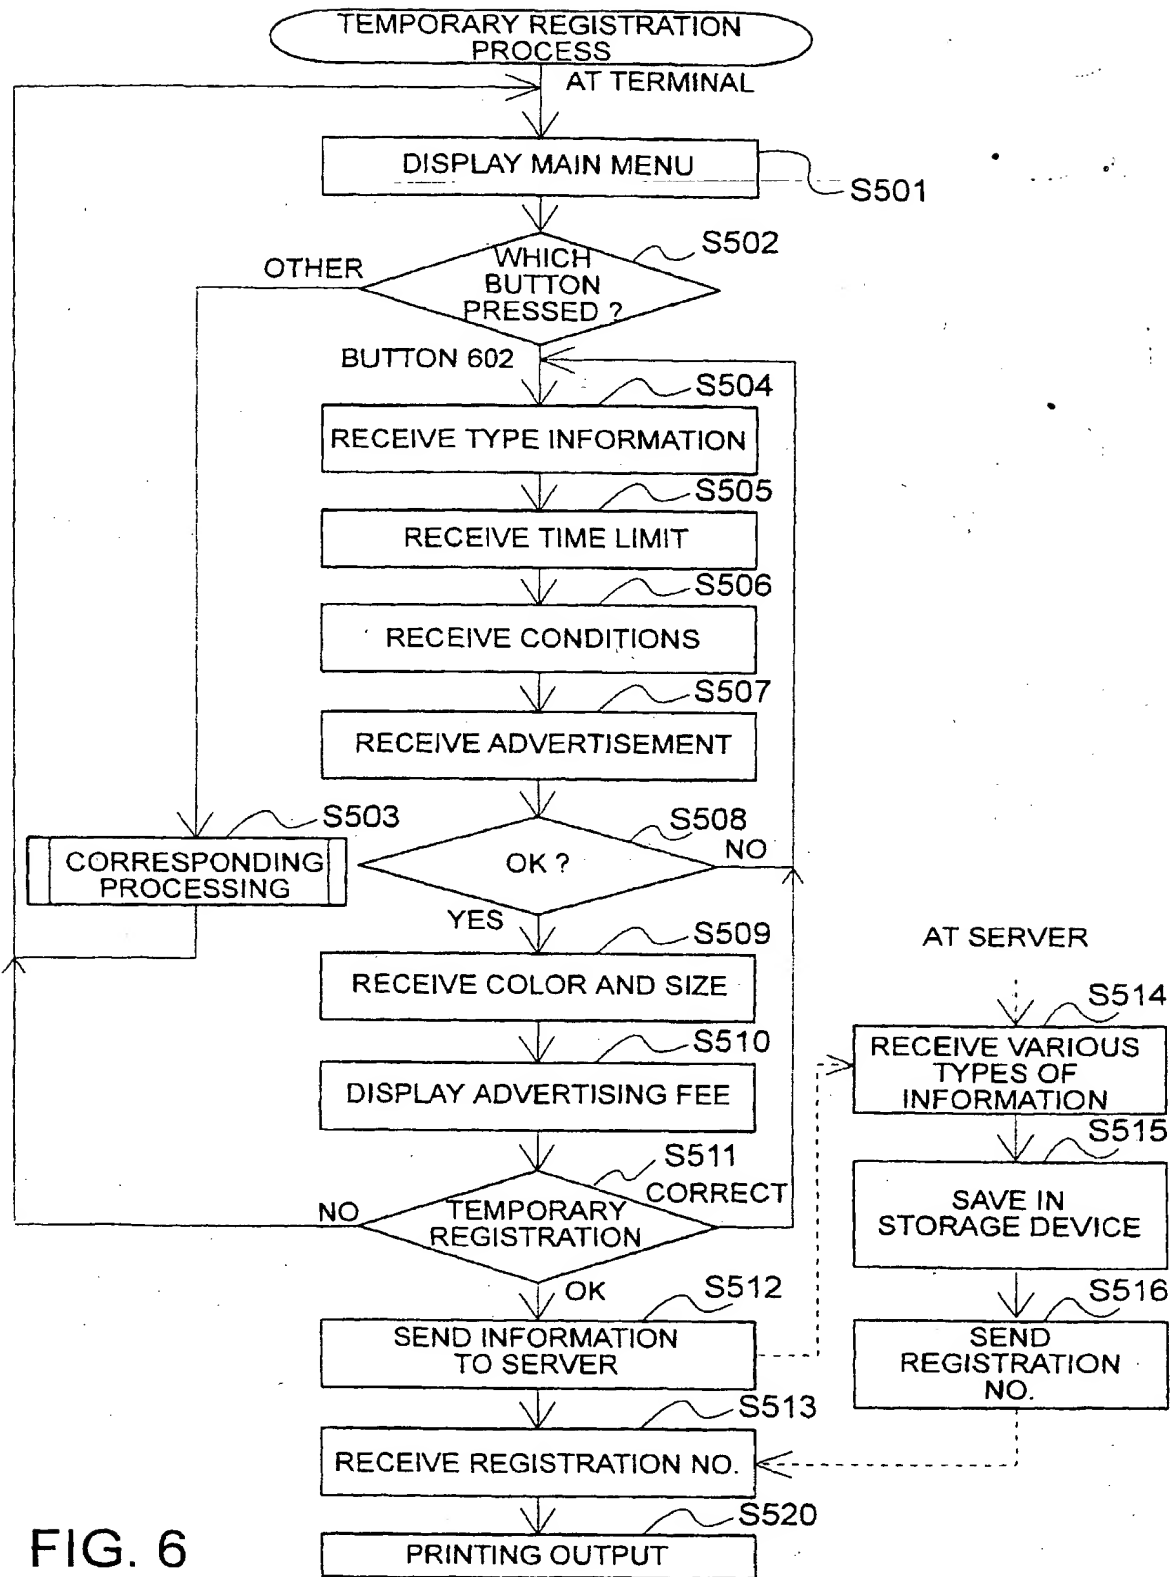 TEMPORARY REGISTRATION
PROCESS
AT TERMINAL
DISPLAY MAIN MENU
S501
WHICH
BUTTON
PRESSED ?
S502
OTHER
BUTTON 602
S504
RECEIVE TYPE INFORMATION
S505
RECEIVE TIME LIMIT
S506
RECEIVE CONDITIONS
S507
RECEIVE ADVERTISEMENT
S503
CORRESPONDING
PROCESSING
S508
OK ?
NO
YES
S509
RECEIVE COLOR AND SIZE
S510
DISPLAY ADVERTISING FEE
S511
CORRECT
NO
TEMPORARY
REGISTRATION
OK
S512
SEND INFORMATION
TO SERVER
S513
RECEIVE REGISTRATION NO.
S520
PRINTING OUTPUT
AT SERVER
S514
RECEIVE VARIOUS
TYPES OF
INFORMATION
S515
SAVE IN
STORAGE DEVICE
S516
SEND
REGISTRATION
NO.
FIG. 6